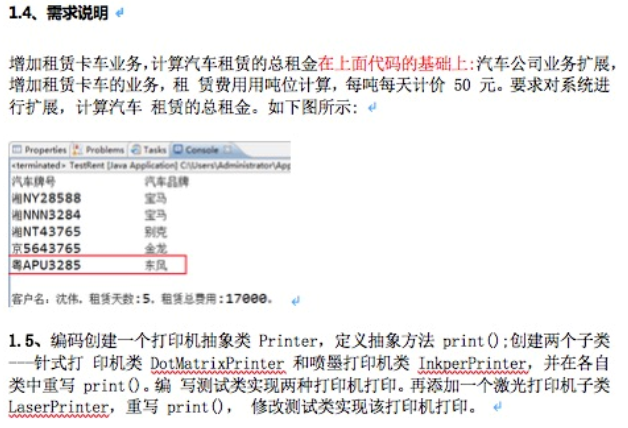 1.4、需求说明
增加租赁卡车业务,计算汽车租赁的总租金在上面代码的基础上:汽车公司业务扩展,
增加租赁卡车的业务, 租 赁费用用吨位计算, 每吨每天计价 50 元。要求对系统进
行扩展, 计算汽车 租赁的总租金。如下图所示:
Properties Problems Tasks Console
<terminated> TestRent [Java Application] C:\Users\Administrator\App
汽车牌号 汽车品牌
湘NY28588 宝马
湘NNN3284 宝马
湘NT43765 别克
京5643765 金龙
粤APU3285 东风
客户名: 沈伟, 租赁天数:5, 租赁总费用:17000。
1.5、编码创建一个打印机抽象类 Printer, 定义抽象方法 print();创建两个子类
---针式打 印机类 DotMatrixPrinter 和喷墨打印机类 InkperPrinter, 并在各自
类中重写 print()。编 写测试类实现两种打印机打印。再添加一个激光打印机子类
LaserPrinter, 重写 print(), 修改测试类实现该打印机打印。